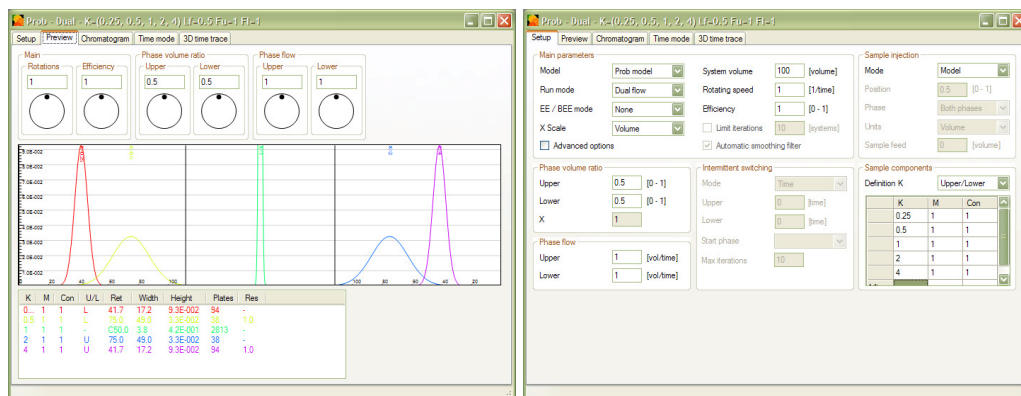 Prob - Dual - K=(0.25, 0.5, 1, 2, 4) Lf=0.5 Fu=1 Fl=1
Setup Preview Chromatogram Time mode 3D time trace
Main Phase volume ratio Phase flow
Rotations Efficiency Upper Lower Upper Lower
1 1 0.5 0.5 1 1
K M Con U/L Ret Width Height Plates Res
0... 1 1 L 41.7 17.2 9.3E-002 94 -
0.5 1 1 L 75.0 49.0 3.3E-002 38 1.0
1 1 1 - C50.0 3.8 4.2E-001 2813 -
2 1 1 U 75.0 49.0 3.3E-002 38 -
4 1 1 U 41.7 17.2 9.3E-002 94 1.0
Prob - Dual - K=(0.25, 0.5, 1, 2, 4) Lf=0.5 Fu=1 Fl=1
Setup Preview Chromatogram Time mode 3D time trace
Main parameters Sample injection
Model Prob model System volume 100 [volume] Mode Model
Run mode Dual flow Rotating speed 1 [1/time] Position 0.5 [0 - 1]
EE / BEE mode None Efficiency 1 [0 - 1] Phase Both phases
X Scale Volume Limit iterations 10 [systems] Units Volume
Advanced options Automatic smoothing filter Sample feed 0 [volume]
Phase volume ratio Intermittent switching Sample components
Upper 0.5 [0 - 1] Mode Time Definition K Upper/Lower
Lower 0.5 [0 - 1] Upper 0 [time] K M Con
X 1 Lower 0 [time] 0.25 1 1
0.5 1 1
Phase flow Start phase 1 1 1
Upper 1 [vol/time] Max iterations 10 2 1 1
Lower 1 [vol/time] 4 1 1